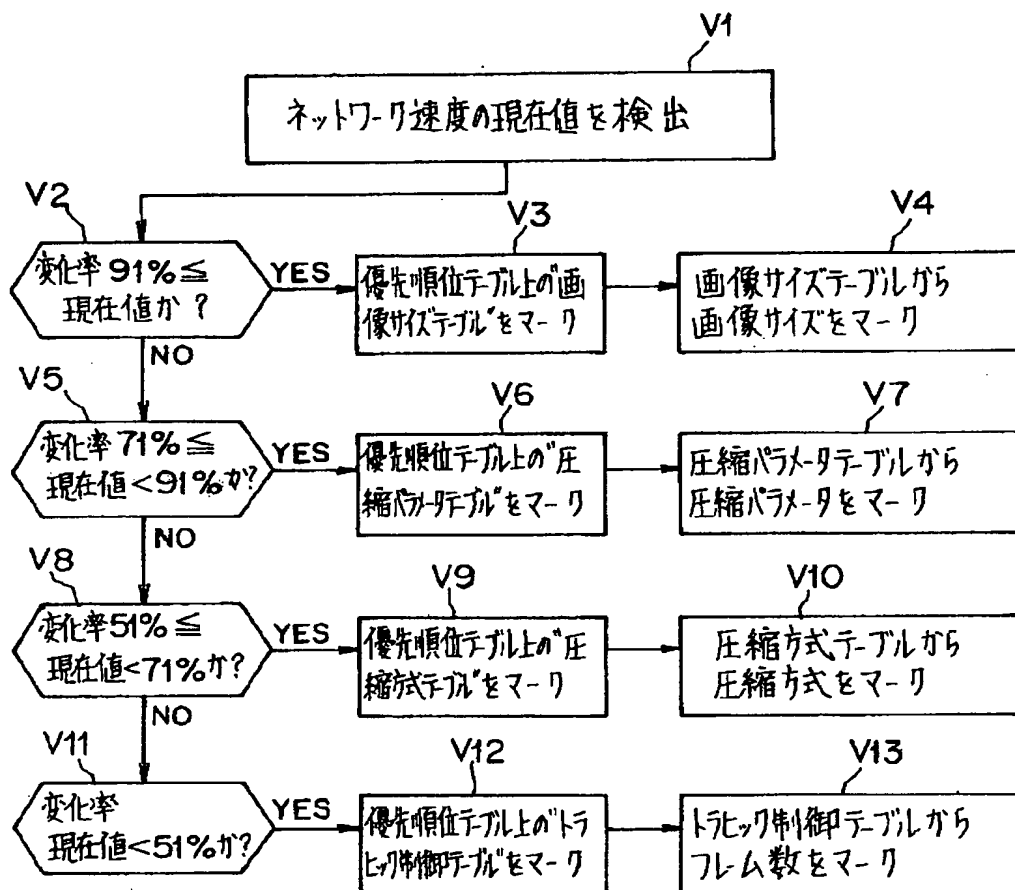 V1
ネットワーク速度の現在値を検出
V2
変化率91%≦
現在値か?
YES
NO
V3
優先順位テーブル上の"画
像サイズテーブル"をマーク
V4
画像サイズテーブルから
画像サイズをマーク
V5
変化率71%≦
現在値<91%か?
YES
NO
V6
優先順位テーブル上の"圧
縮パラメータテーブル"をマーク
V7
圧縮パラメータテーブルから
圧縮パラメータをマーク
V8
変化率51%≦
現在値<71%か?
YES
NO
V9
優先順位テーブル上の"圧
縮方式テーブル"をマーク
V10
圧縮方式テーブルから
圧縮方式をマーク
V11
変化率
現在値<51%か?
YES
V12
優先順位テーブル上の"トラ
ヒック制御テーブル"をマーク
V13
トラヒック制御テーブルから
フレーム数をマーク